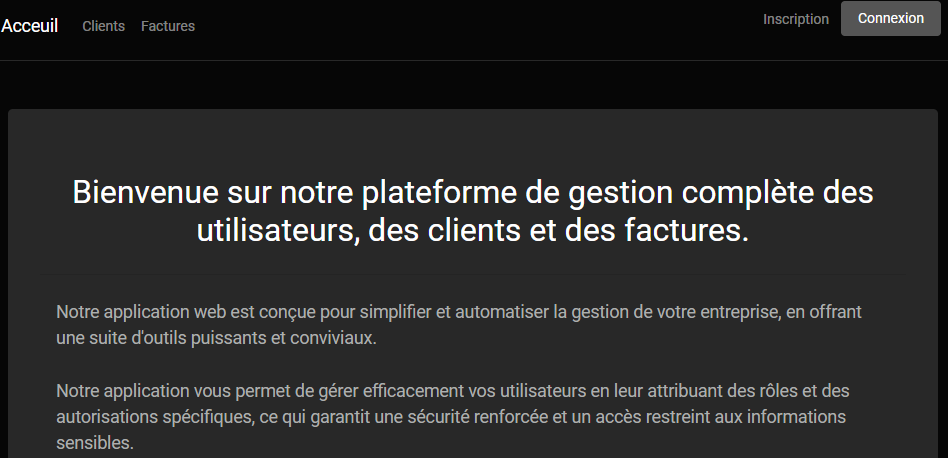 Acceuil Clients Factures Inscription Connexion
Bienvenue sur notre plateforme de gestion complète des
utilisateurs, des clients et des factures.
Notre application web est conçue pour simplifier et automatiser la gestion de votre entreprise, en offrant
une suite d'outils puissants et conviviaux.
Notre application vous permet de gérer efficacement vos utilisateurs en leur attribuant des rôles et des
autorisations spécifiques, ce qui garantit une sécurité renforcée et un accès restreint aux informations
sensibles.